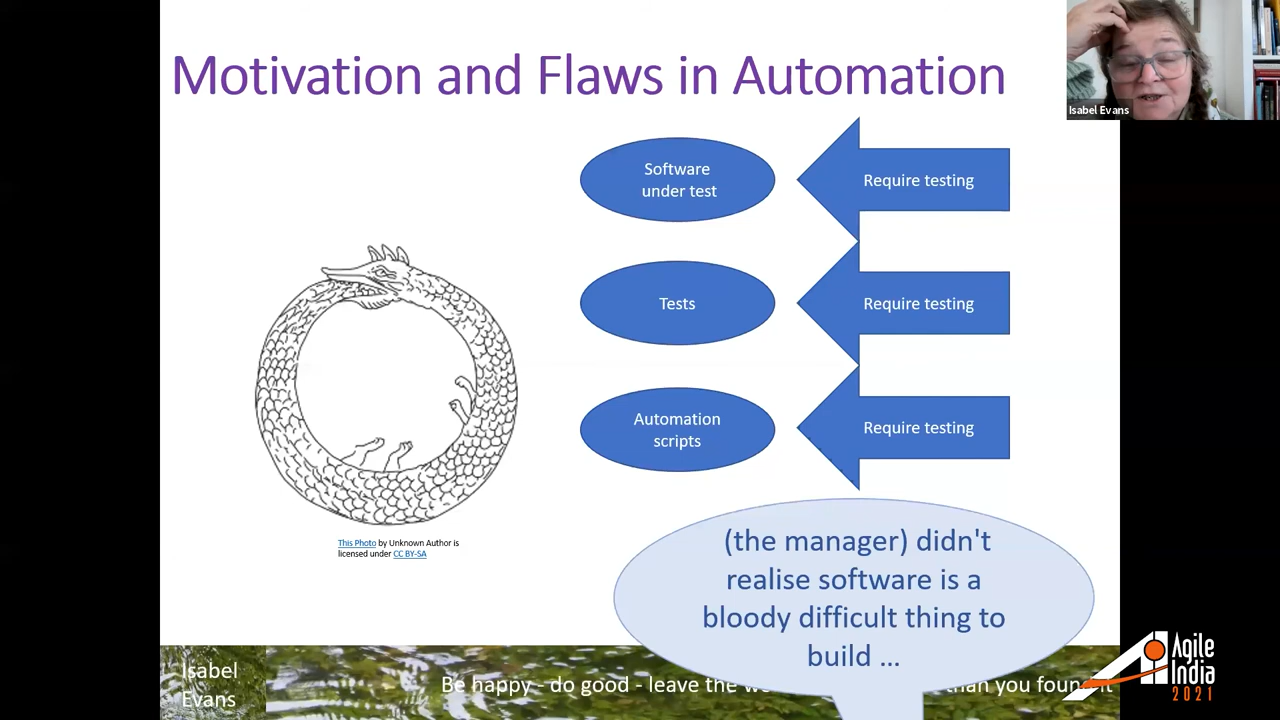 Motivation and Flaws in Automation
Isabel Evans
Software
under test
Require testing
Tests
Require testing
Automation
scripts
Require testing
This Photo by Unknown Author is
licensed under CC BY-SA
(the manager) didn't
realise software is a
bloody difficult thing to
build ...
Isabel
Evans
Be happy - do good - leave the than you found it
Agile
India
2021